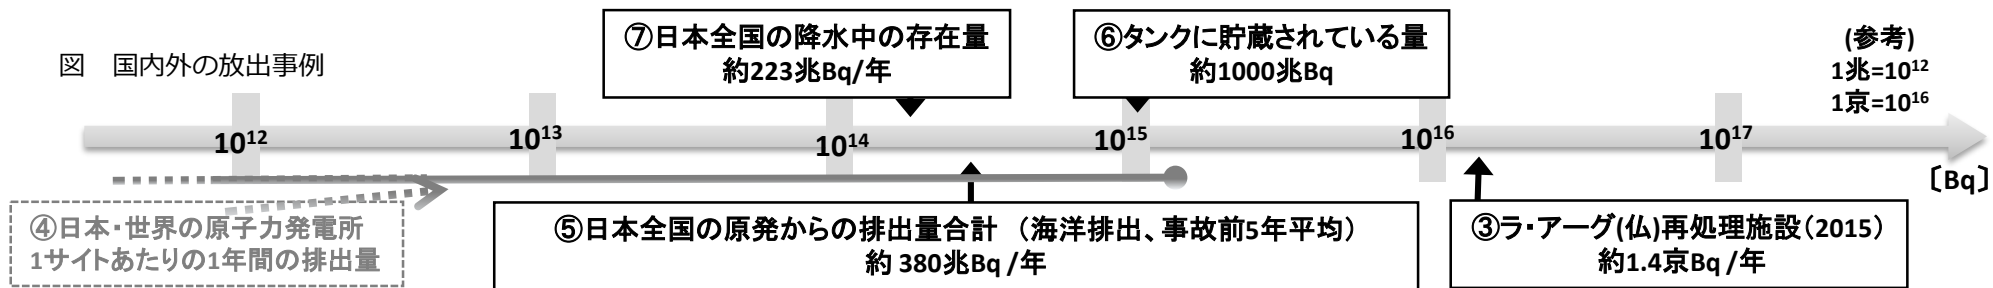 図 国内外の放出事例
⑦日本全国の降水中の存在量
約223兆Bq/年
⑥タンクに貯蔵されている量
約1000兆Bq
(参考)
1兆=10¹²
1京=10¹⁶
10¹²
10¹³
10¹⁴
10¹⁵
10¹⁶
10¹⁷
〔Bq〕
④日本・世界の原子力発電所
1サイトあたりの1年間の排出量
⑤日本全国の原発からの排出量合計 （海洋排出、事故前5年平均）
約 380兆Bq /年
③ラ・アーグ(仏)再処理施設（2015）
約1.4京Bq /年